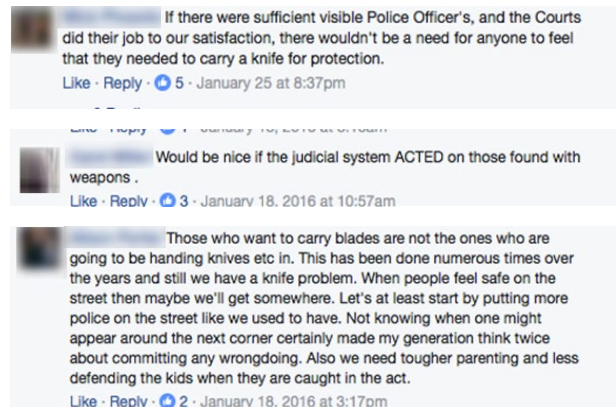 If there were sufficient visible Police Officer's, and the Courts
did their job to our satisfaction, there wouldn't be a need for anyone to feel
that they needed to carry a knife for protection.
Like · Reply · 5 · January 25 at 8:37pm
Would be nice if the judicial system ACTED on those found with
weapons .
Like · Reply · 3 · January 18, 2016 at 10:57am
Those who want to carry blades are not the ones who are
going to be handing knives etc in. This has been done numerous times over
the years and still we have a knife problem. When people feel safe on the
street then maybe we'll get somewhere. Let's at least start by putting more
police on the street like we used to have. Not knowing when one might
appear around the next corner certainly made my generation think twice
about committing any wrongdoing. Also we need tougher parenting and less
defending the kids when they are caught in the act.
Like · Reply · 2 · January 18, 2016 at 3:17pm